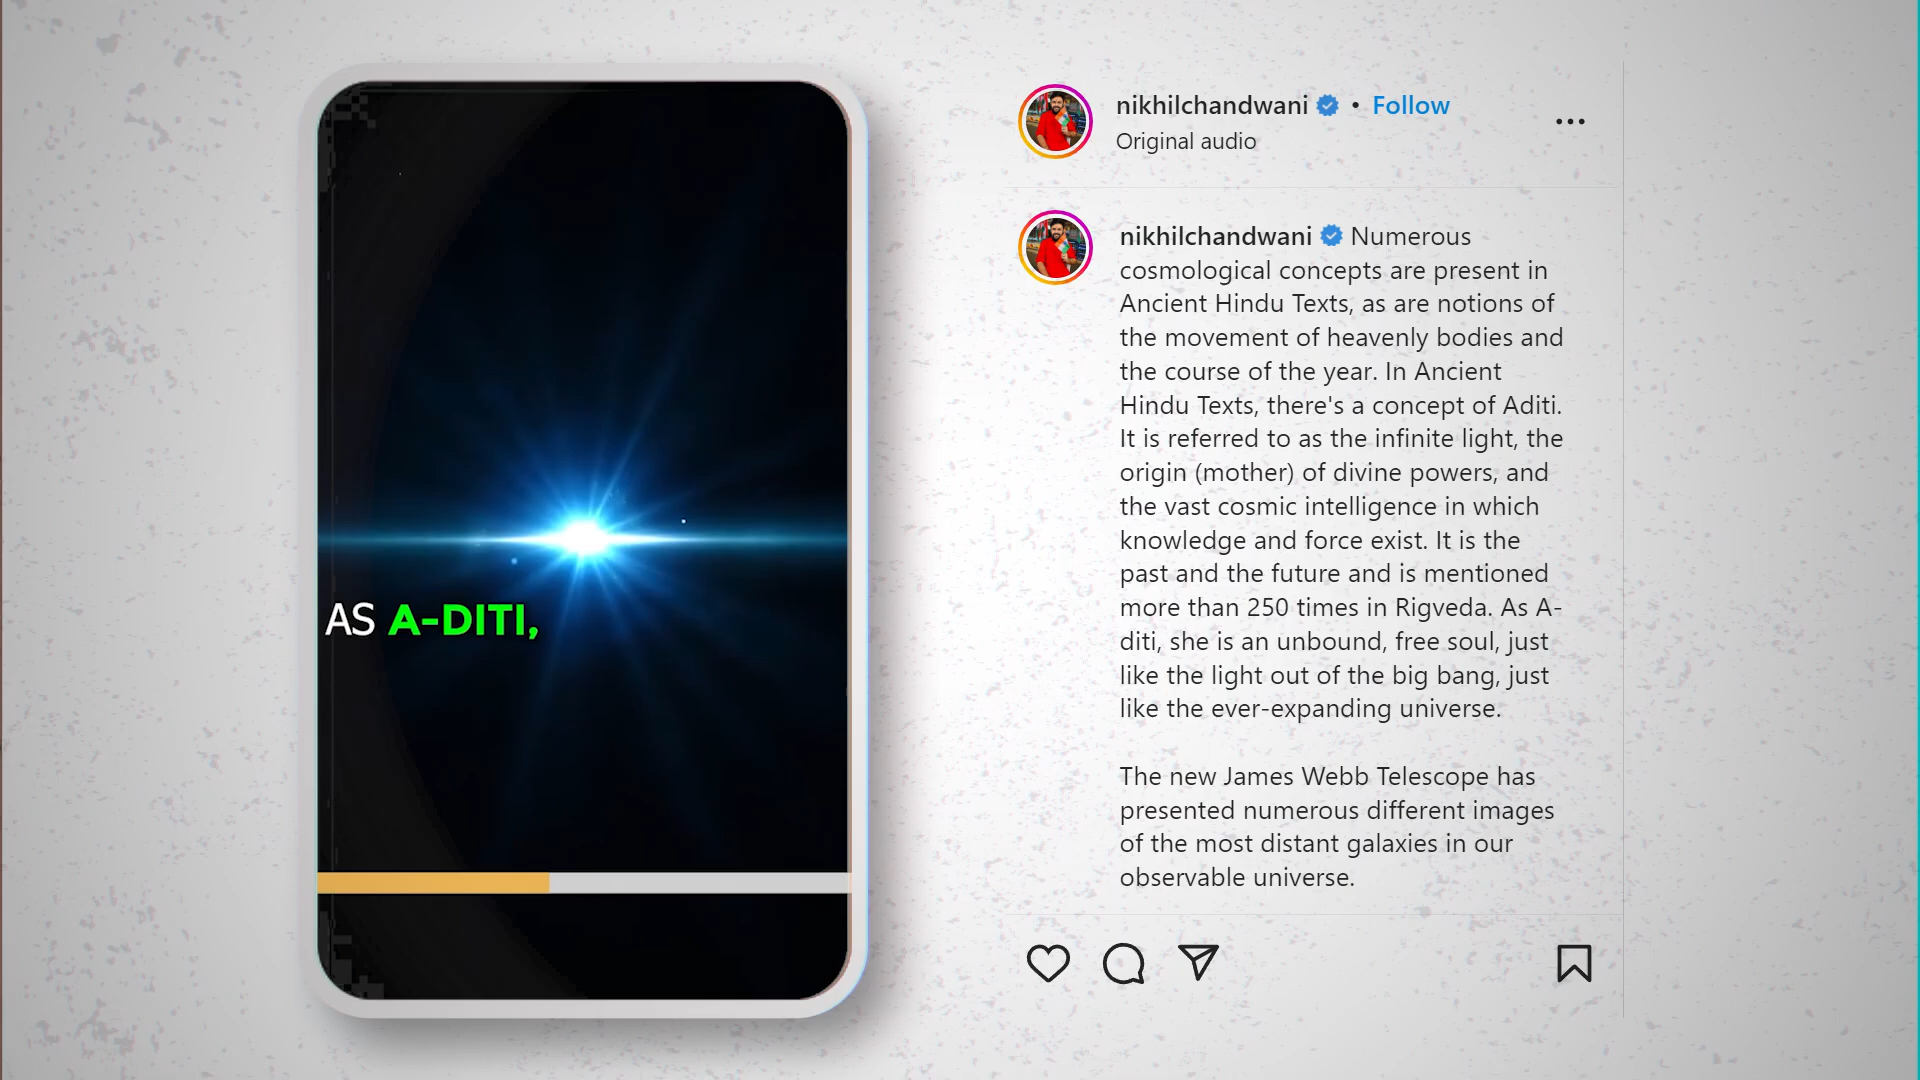 AS A-DITI,
nikhilchandwani • Follow
Original audio
nikhilchandwani Numerous
cosmological concepts are present in
Ancient Hindu Texts, as are notions of
the movement of heavenly bodies and
the course of the year. In Ancient
Hindu Texts, there's a concept of Aditi.
It is referred to as the infinite light, the
origin (mother) of divine powers, and
the vast cosmic intelligence in which
knowledge and force exist. It is the
past and the future and is mentioned
more than 250 times in Rigveda. As A-
diti, she is an unbound, free soul, just
like the light out of the big bang, just
like the ever-expanding universe.
The new James Webb Telescope has
presented numerous different images
of the most distant galaxies in our
observable universe.